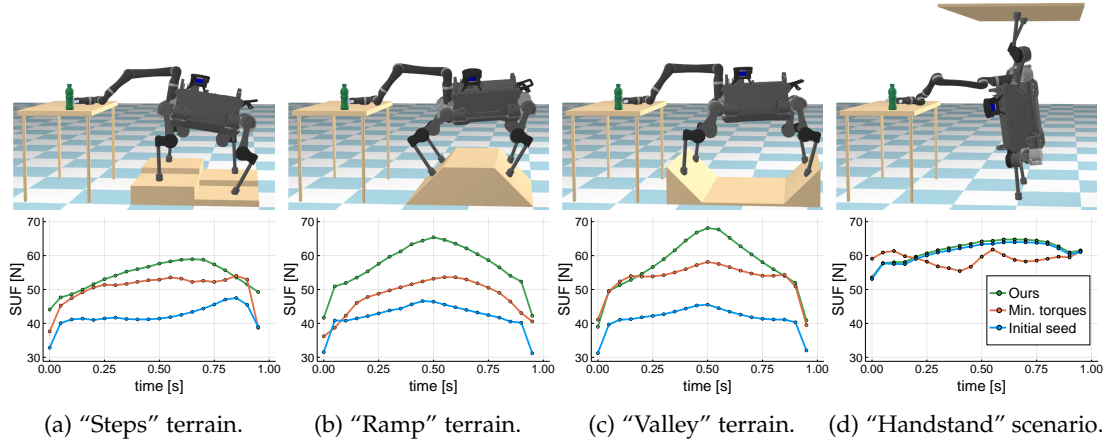 70
60
50
40
30
SUF [N]
0.00 0.25 0.50 0.75 1.00
time [s]
70
60
50
40
30
SUF [N]
0.00 0.25 0.50 0.75 1.00
time [s]
70
60
50
40
30
SUF [N]
0.00 0.25 0.50 0.75 1.00
time [s]
70
60
50
40
30
SUF [N]
0.00 0.25 0.50 0.75 1.00
time [s]
Ours
Min. torques
Initial seed
(a) “Steps” terrain.
(b) “Ramp” terrain.
(c) “Valley” terrain.
(d) “Handstand” scenario.